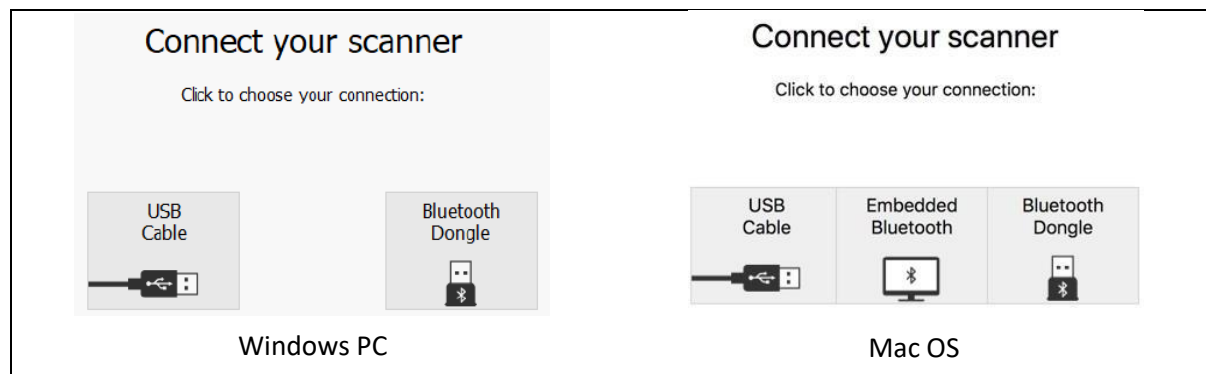 Connect your scanner
Click to choose your connection:
USB
Cable
Bluetooth
Dongle
Windows PC
Connect your scanner
Click to choose your connection:
USB
Cable
Embedded
Bluetooth
Bluetooth
Dongle
Mac OS